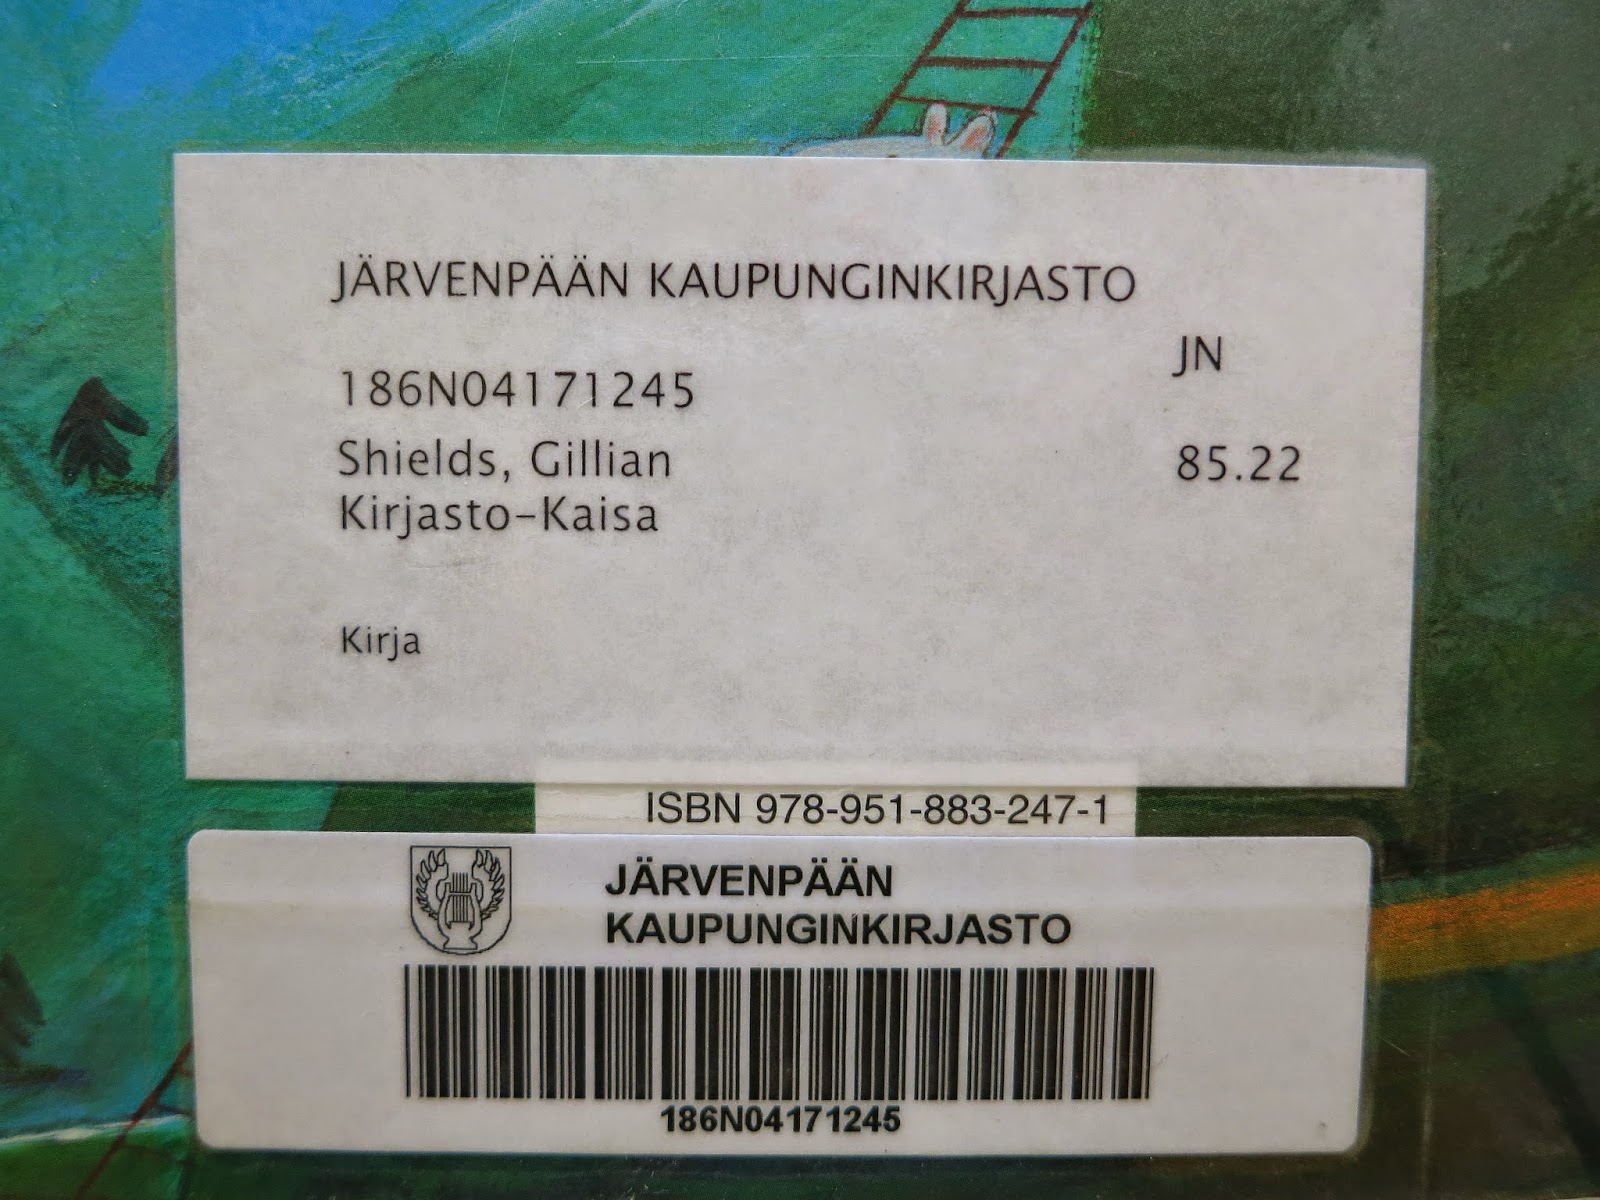 JÄRVENPÄÄN KAUPUNGINKIRJASTO
JN
186N04171245
Shields, Gillian
85.22
Kirjasto-Kaisa
Kirja
ISBN 978-951-883-247-1
JÄRVENPÄÄN
KAUPUNGINKIRJASTO
186N04171245